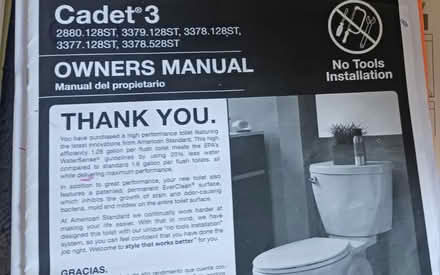 Cadet® 3
2880.128ST, 3379.128ST, 3378.128ST,
3377.128ST, 3378.528ST
OWNERS MANUAL
Manual del propietario
No Tools
Installation
THANK YOU.
You have purchased a high performance toilet featuring
the latest innovations from American Standard. This high
efficiency 1.28 gallon per flush toilet meets the EPA's
WaterSense® guidelines by using 20% less water
compared to standard 1.6 gallon per flush toilets, all
while delivering maximum performance.
In addition to great performance, your new toilet also
features a patented, permanent EverClean® surface,
which inhibits the growth of stain and odor-causing
bacteria, mold and mildew on the entire toilet surface.
At American Standard we continually work harder at
making your life easier. With that in mind, we have
designed this toilet with our unique "no tools installation"
system, so you can feel confident that you have done the
job right. Welcome to style that works better™ for you.
GRACIAS.
de alto rendimiento que cuenta con